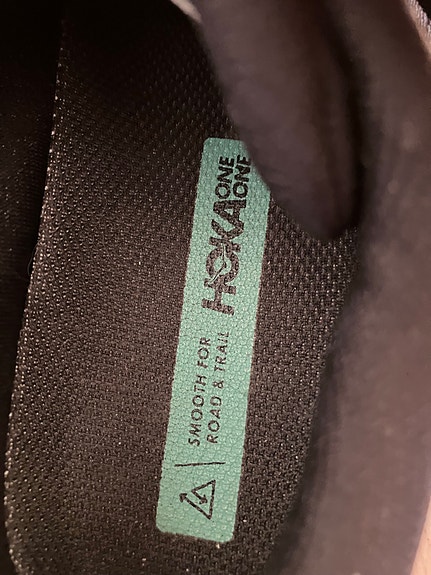 SMOOTH FOR
ROAD & TRAIL
HOKA
ONE
ONE